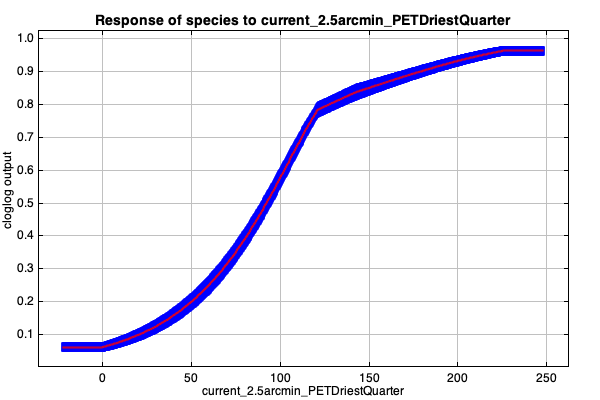 Response of species to current_2.5arcmin_PETDriestQuarter
1.0
0.9
0.8
0.7
0.6
0.5
0.4
0.3
0.2
0.1
cloglog output
0 50 100 150 200 250
current_2.5arcmin_PETDriestQuarter